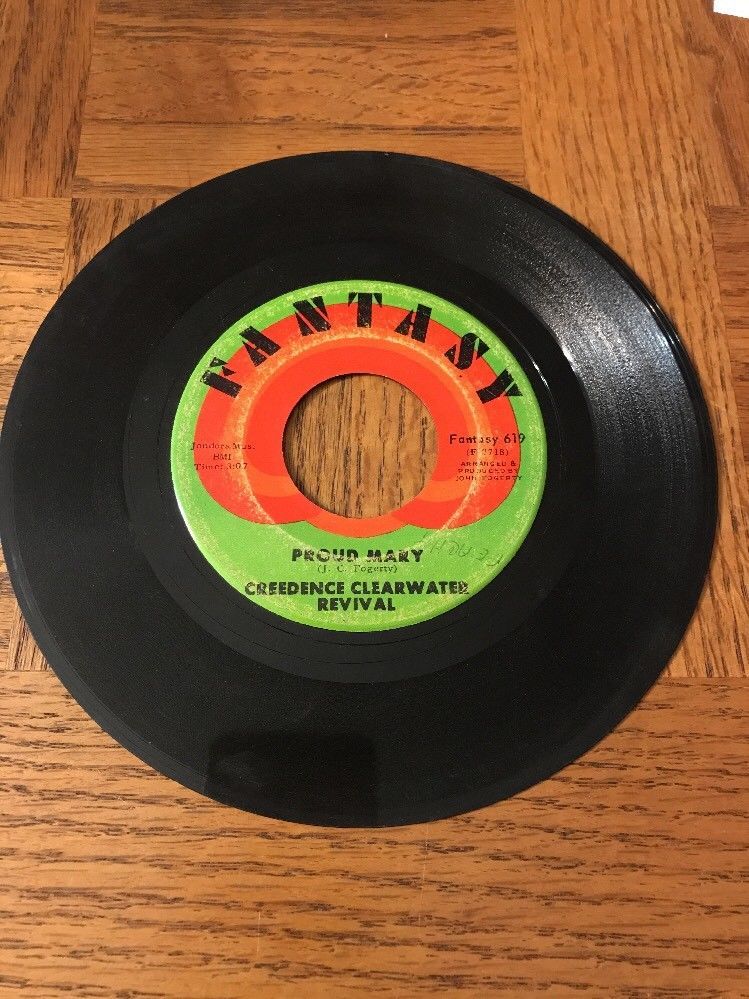 FANTASY
Jondora Mus.
BMI
Time: 3:07
Fantasy 619
(F-2718)
ARRANGED &
PRODUCED BY
JOHN FOGERTY
PROUD MARY
(J. C. Fogerty)
CREEDENCE CLEARWATER
REVIVAL